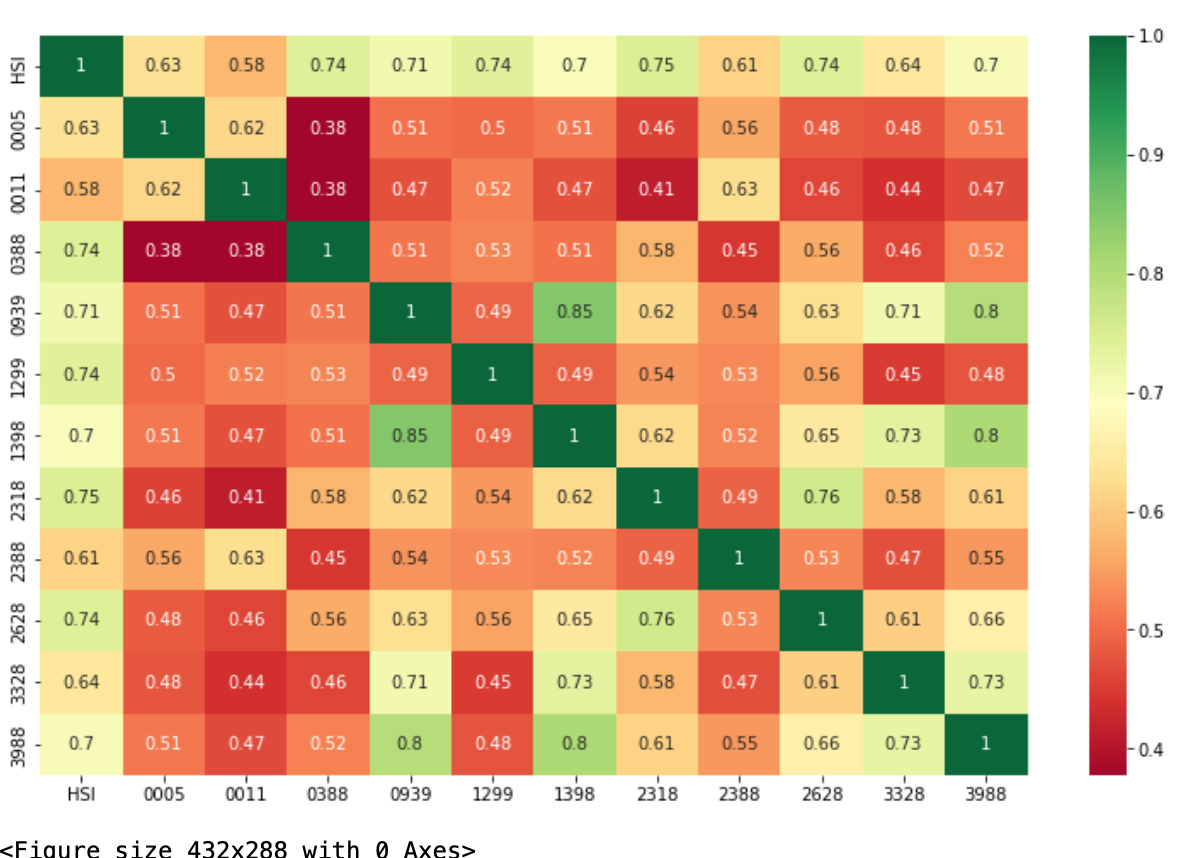 HSI 1 0.63 0.58 0.74 0.71 0.74 0.7 0.75 0.61 0.74 0.64 0.7
0005 0.63 1 0.62 0.38 0.51 0.5 0.51 0.46 0.56 0.48 0.48 0.51
0011 0.58 0.62 1 0.38 0.47 0.52 0.47 0.41 0.63 0.46 0.44 0.47
0388 0.74 0.38 0.38 1 0.51 0.53 0.51 0.58 0.45 0.56 0.46 0.52
0939 0.71 0.51 0.47 0.51 1 0.49 0.85 0.62 0.54 0.63 0.71 0.8
1299 0.74 0.5 0.52 0.53 0.49 1 0.49 0.54 0.53 0.56 0.45 0.48
1398 0.7 0.51 0.47 0.51 0.85 0.49 1 0.62 0.52 0.65 0.73 0.8
2318 0.75 0.46 0.41 0.58 0.62 0.54 0.62 1 0.49 0.76 0.58 0.61
2388 0.61 0.56 0.63 0.45 0.54 0.53 0.52 0.49 1 0.53 0.47 0.55
2628 0.74 0.48 0.46 0.56 0.63 0.56 0.65 0.76 0.53 1 0.61 0.66
3328 0.64 0.48 0.44 0.46 0.71 0.45 0.73 0.58 0.47 0.61 1 0.73
3988 0.7 0.51 0.47 0.52 0.8 0.48 0.8 0.61 0.55 0.66 0.73 1
HSI 0005 0011 0388 0939 1299 1398 2318 2388 2628 3328 3988
1.0
0.9
0.8
0.7
0.6
0.5
0.4
<Figure size 432x288 with 0 Axes>